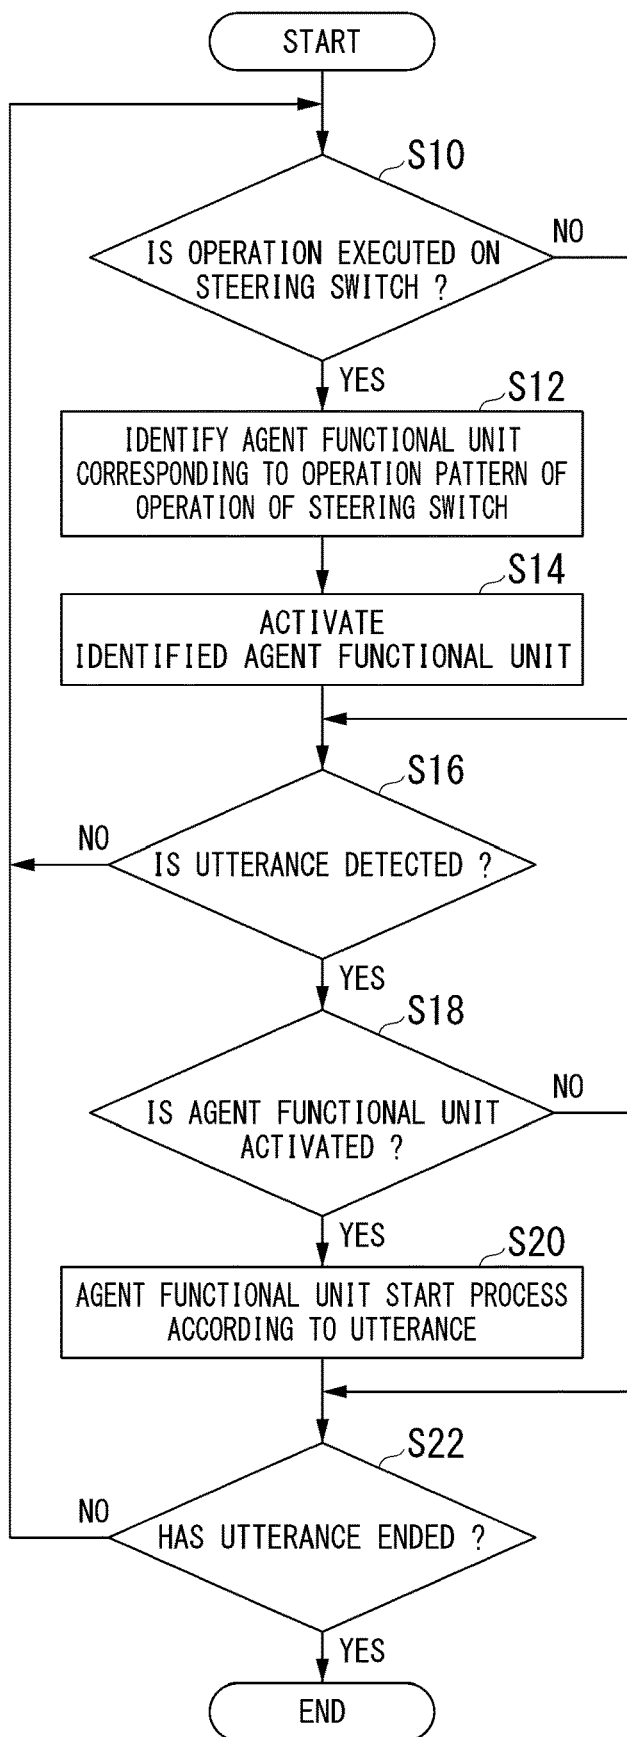 START
S10
IS OPERATION EXECUTED ON
STEERING SWITCH ?
NO
YES
S12
IDENTIFY AGENT FUNCTIONAL UNIT
CORRESPONDING TO OPERATION PATTERN OF
OPERATION OF STEERING SWITCH
S14
ACTIVATE
IDENTIFIED AGENT FUNCTIONAL UNIT
S16
NO
IS UTTERANCE DETECTED ?
YES
S18
NO
IS AGENT FUNCTIONAL UNIT
ACTIVATED ?
YES
S20
AGENT FUNCTIONAL UNIT START PROCESS
ACCORDING TO UTTERANCE
S22
NO
HAS UTTERANCE ENDED ?
YES
END